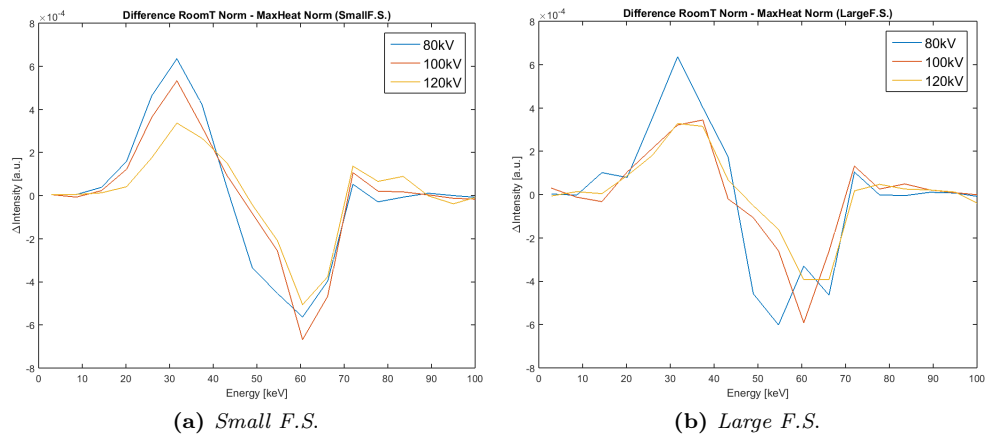 Difference RoomT Norm - MaxHeat Norm (SmallF.S.)
×10⁻⁴
8
6
4
2
0
-2
-4
-6
-8
ΔIntensity [a.u.]
80kV
100kV
120kV
0 10 20 30 40 50 60 70 80 90 100
Energy [keV]
(a) Small F.S.
Difference RoomT Norm - MaxHeat Norm (LargeF.S.)
×10⁻⁴
8
6
4
2
0
-2
-4
-6
-8
ΔIntensity [a.u.]
80kV
100kV
120kV
0 10 20 30 40 50 60 70 80 90 100
Energy [keV]
(b) Large F.S.